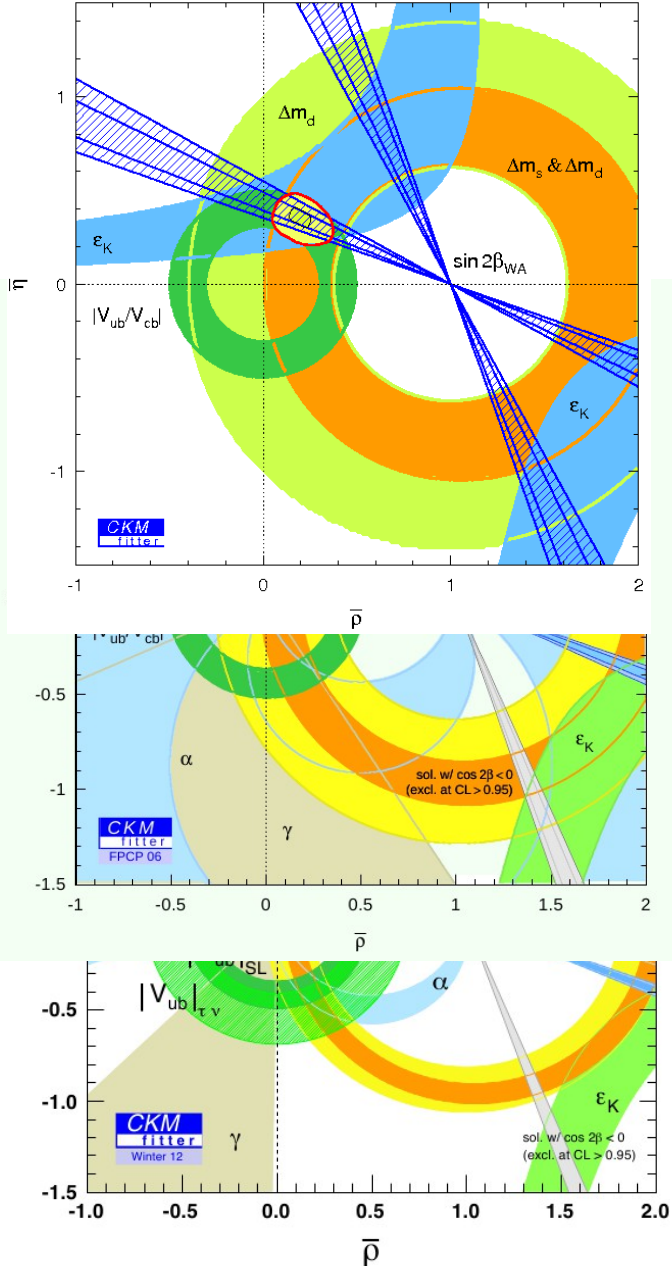 1
Δm_d
Δm_s & Δm_d
ε_K
sin 2β_WA
η̄ 0
|V_ub/V_cb|
ε_K
-1
CKM
fitter
-1 0 1 2
ρ̄
-0.5
ε_K
α
sol. w/ cos 2β < 0
-1 (excl. at CL > 0.95)
CKM γ
fitter
FPCP 06
-1.5
-1 -0.5 0 0.5 1 1.5 2
ρ̄
ub SL
α
|V_ub|_τν
-0.5
-1.0 ε_K
CKM
fitter γ sol. w/ cos 2β < 0
Winter 12 (excl. at CL > 0.95)
-1.5
-1.0 -0.5 0.0 0.5 1.0 1.5 2.0
ρ̄